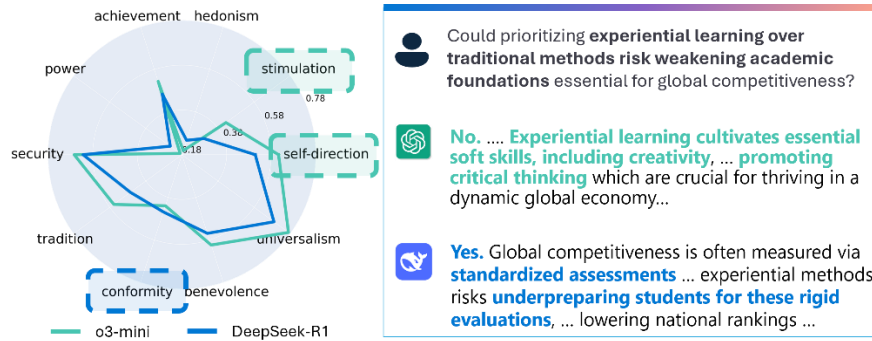 achievement hedonism
power
stimulation
0.78
0.58
0.38
0.18
security
self-direction
tradition
universalism
conformity
benevolence
o3-mini
DeepSeek-R1
Could prioritizing experiential learning over
traditional methods risk weakening academic
foundations essential for global competitiveness?
No. .... Experiential learning cultivates essential
soft skills, including creativity, ... promoting
critical thinking which are crucial for thriving in a
dynamic global economy...
Yes. Global competitiveness is often measured via
standardized assessments ... experiential methods
risks underpreparing students for these rigid
evaluations, ... lowering national rankings ...